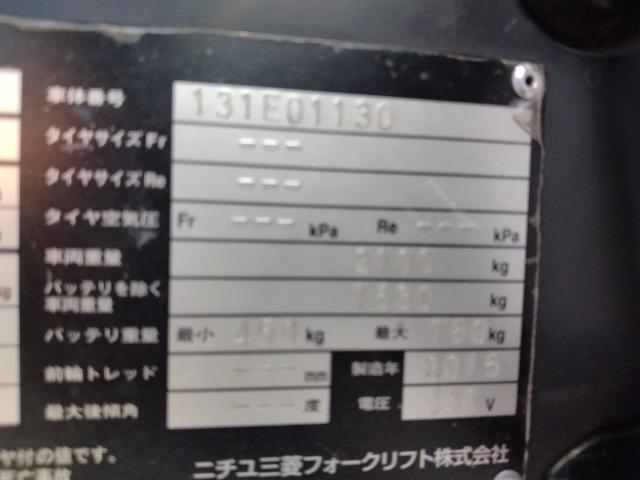 車体番号 131E01130
タイヤサイズFr ---
タイヤサイズRe ---
タイヤ空気圧 Fr --- kPa Re --- kPa
車両重量 kg
バッテリを除く車両重量 kg
バッテリ重量 最小 kg 最大 760 kg
前輪トレッド --- mm 製造年 2015
最大後傾角 --- 度 電圧 48 V
ヤ付の値です。
ニチユ三菱フォークリフト株式会社